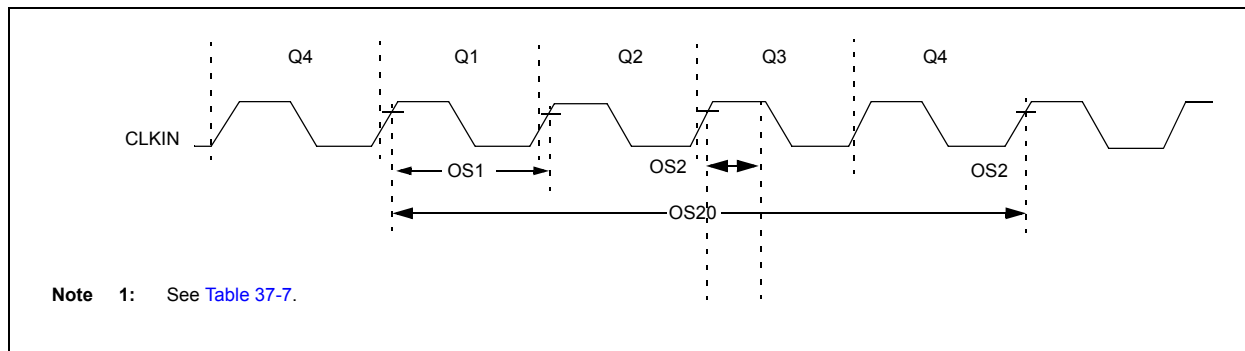 Q4 Q1 Q2 Q3 Q4
CLKIN
OS1 OS2 OS2
OS20
Note 1: See Table 37-7.